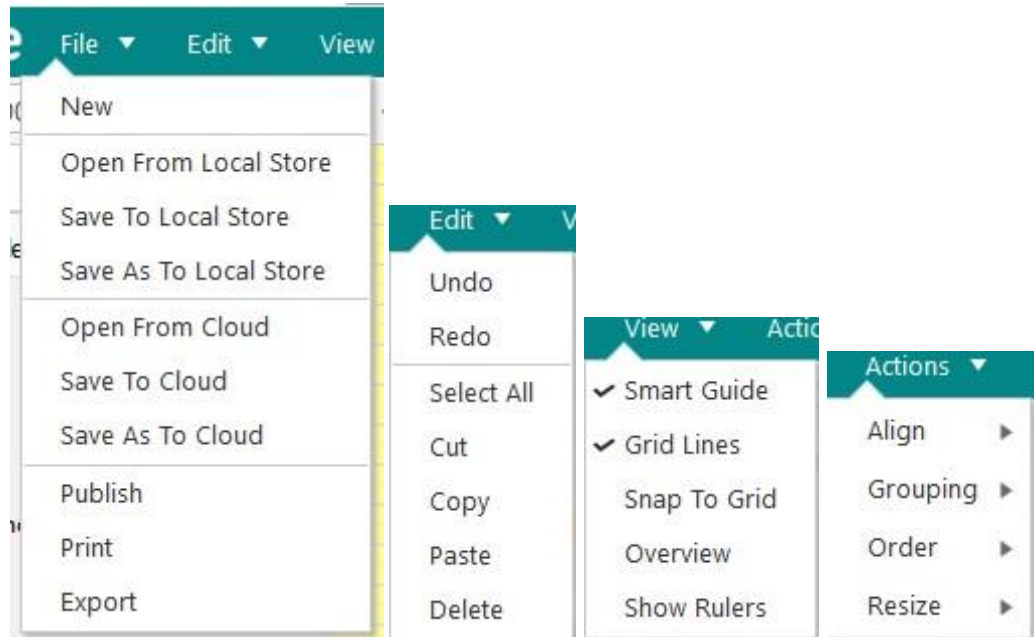 File Edit View
New
Open From Local Store
Save To Local Store
Save As To Local Store
Open From Cloud
Save To Cloud
Save As To Cloud
Publish
Print
Export
Edit
Undo
Redo
Select All
Cut
Copy
Paste
Delete
View
Smart Guide
Grid Lines
Snap To Grid
Overview
Show Rulers
Actions
Align
Grouping
Order
Resize